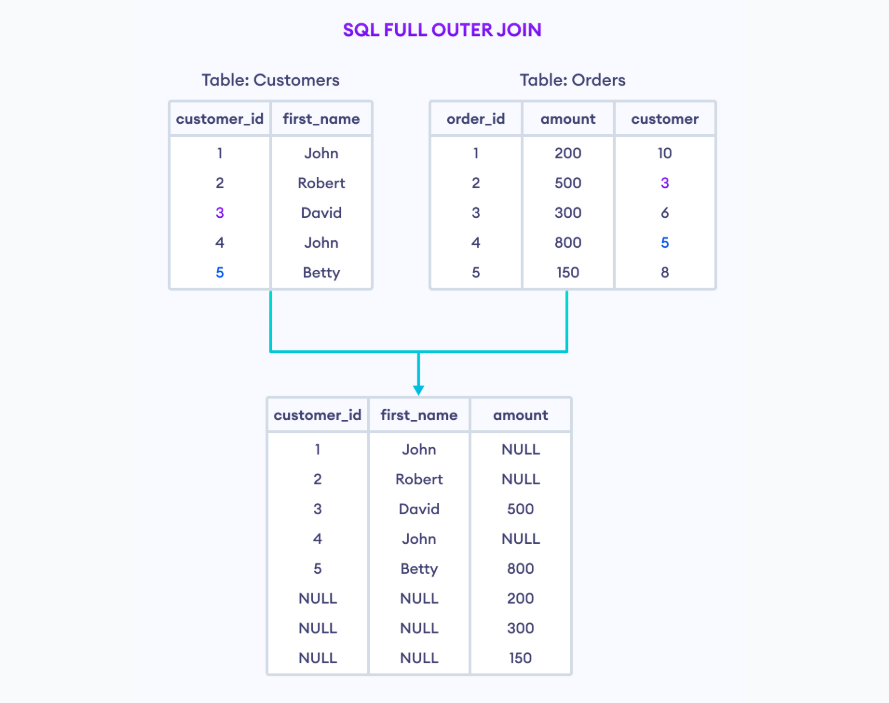 SQL FULL OUTER JOIN
Table: Customers
customer_id first_name
1 John
2 Robert
3 David
4 John
5 Betty
Table: Orders
order_id amount customer
1 200 10
2 500 3
3 300 6
4 800 5
5 150 8
customer_id first_name amount
1 John NULL
2 Robert NULL
3 David 500
4 John NULL
5 Betty 800
NULL NULL 200
NULL NULL 300
NULL NULL 150